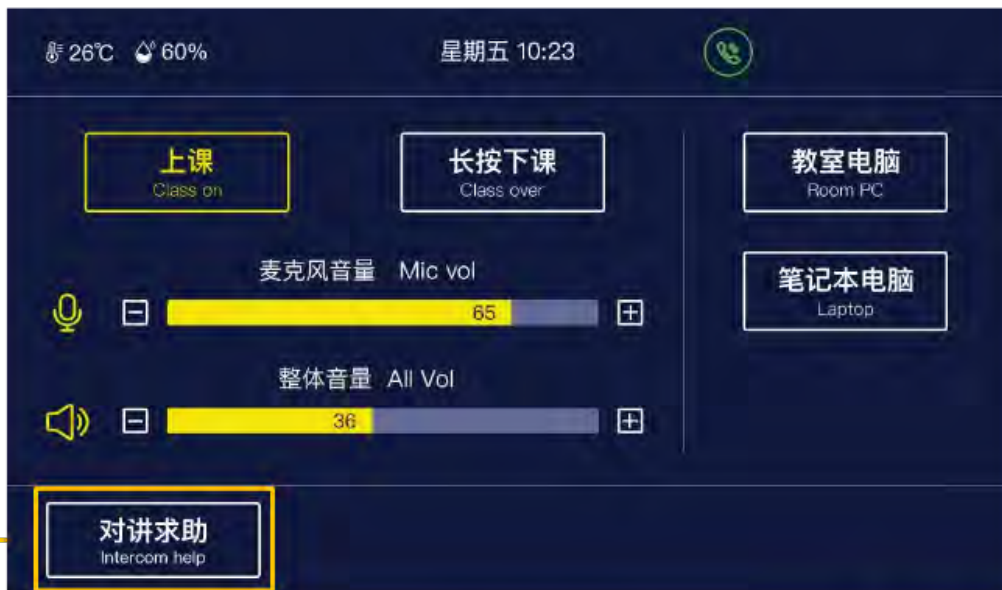 26℃ 60% 星期五 10:23
上课
Class on
长按下课
Class over
教室电脑
Room PC
麦克风音量 Mic vol
65
笔记本电脑
Laptop
整体音量 All Vol
36
对讲求助
Intercom help